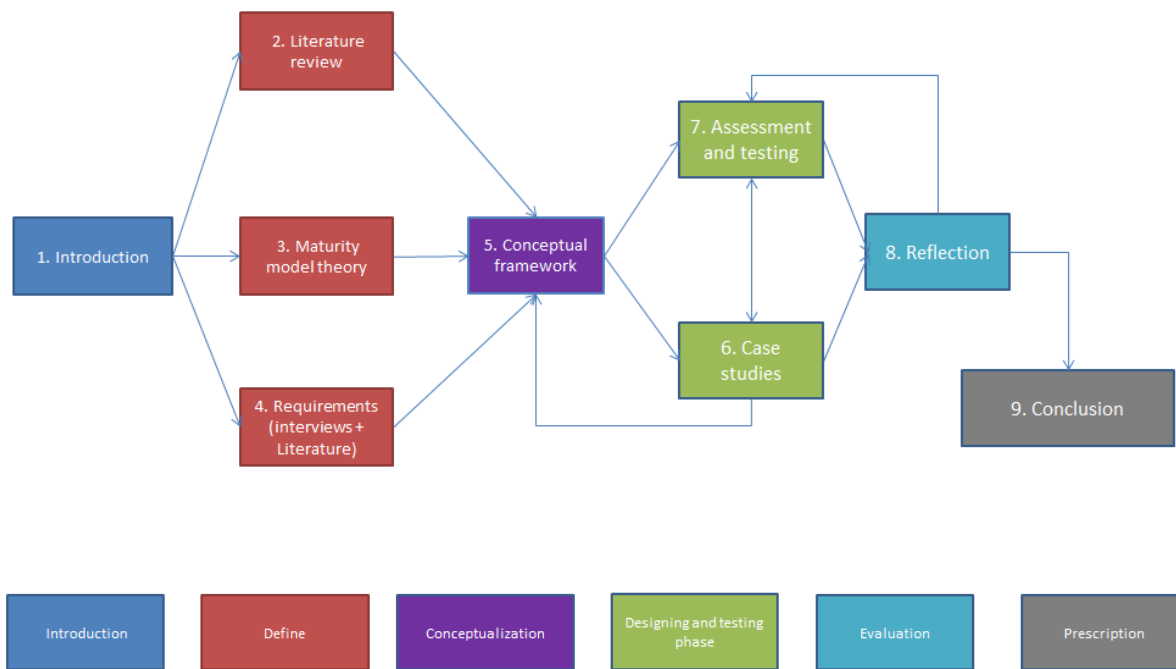 2. Literature
review
7. Assessment
and testing
1. Introduction
3. Maturity
model theory
5. Conceptual
framework
8. Reflection
6. Case
studies
4. Requirements
(interviews +
Literature)
9. Conclusion
Introduction
Define
Conceptualization
Designing and testing
phase
Evaluation
Prescription